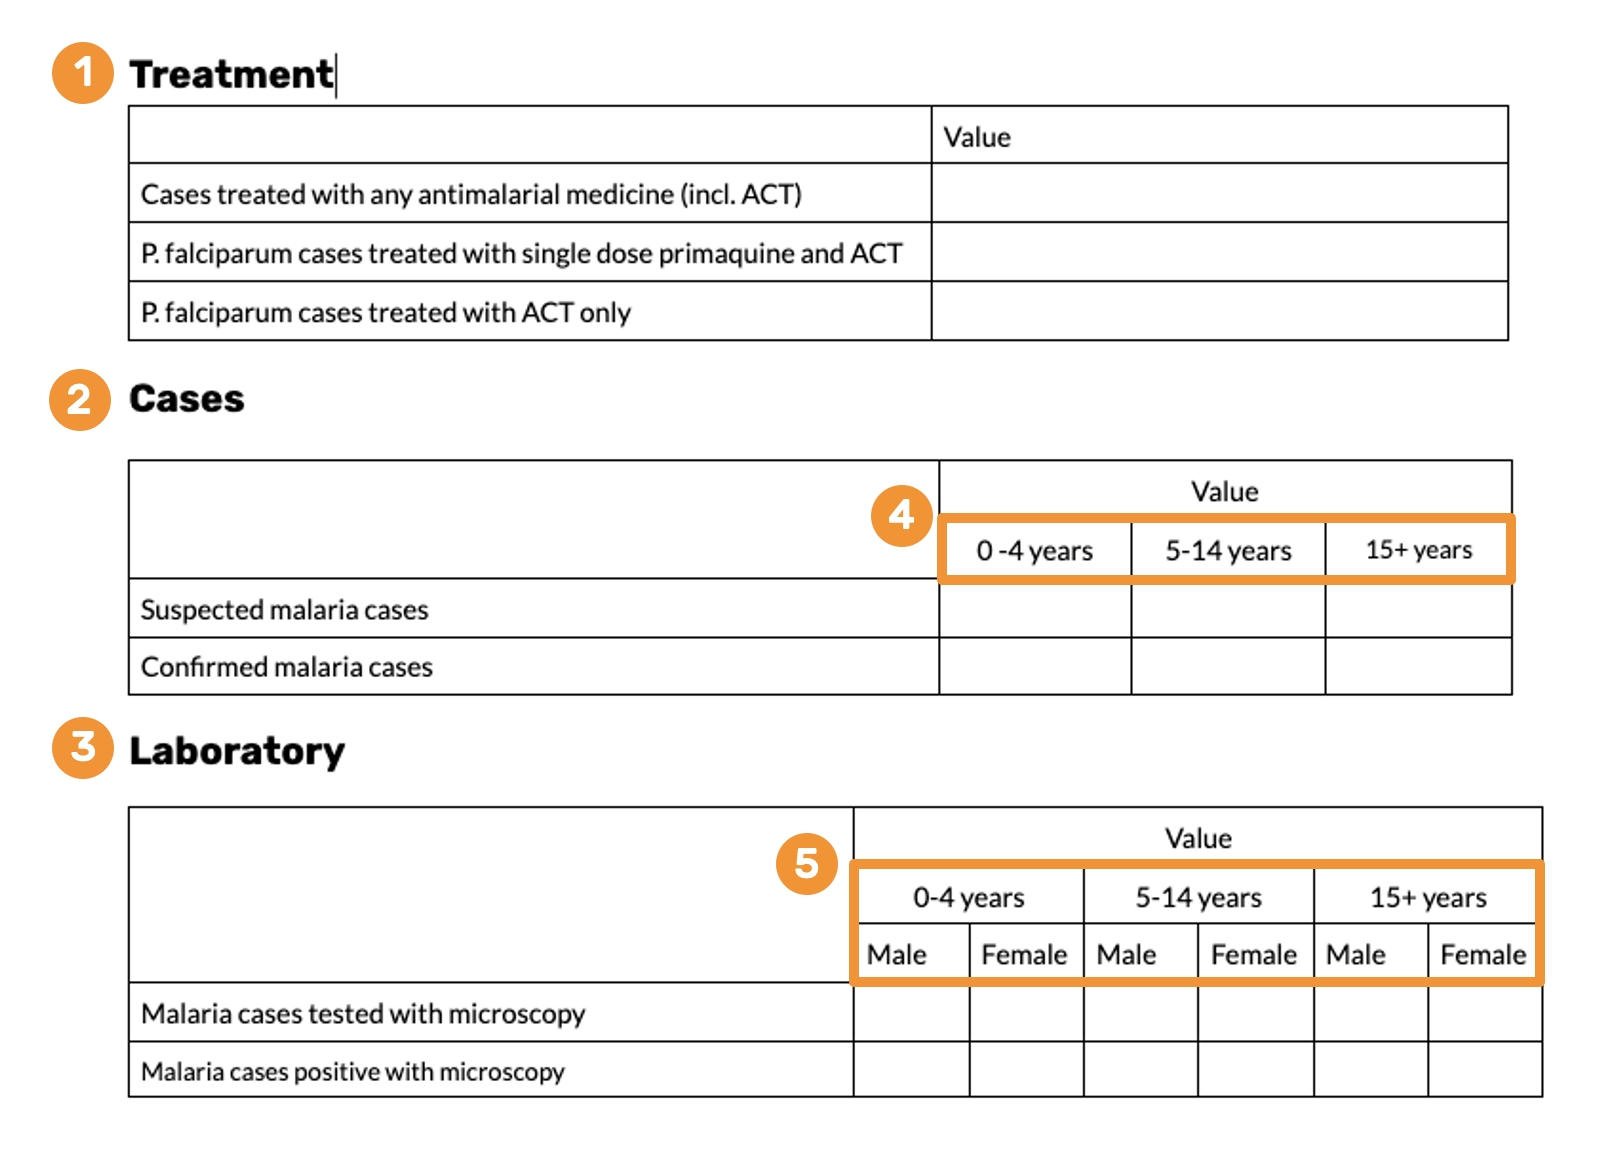 1 Treatment
Value
Cases treated with any antimalarial medicine (incl. ACT)
P. falciparum cases treated with single dose primaquine and ACT
P. falciparum cases treated with ACT only
2 Cases
Value
4 0 -4 years 5-14 years 15+ years
Suspected malaria cases
Confirmed malaria cases
3 Laboratory
Value
5 0-4 years 5-14 years 15+ years
Male Female Male Female Male Female
Malaria cases tested with microscopy
Malaria cases positive with microscopy